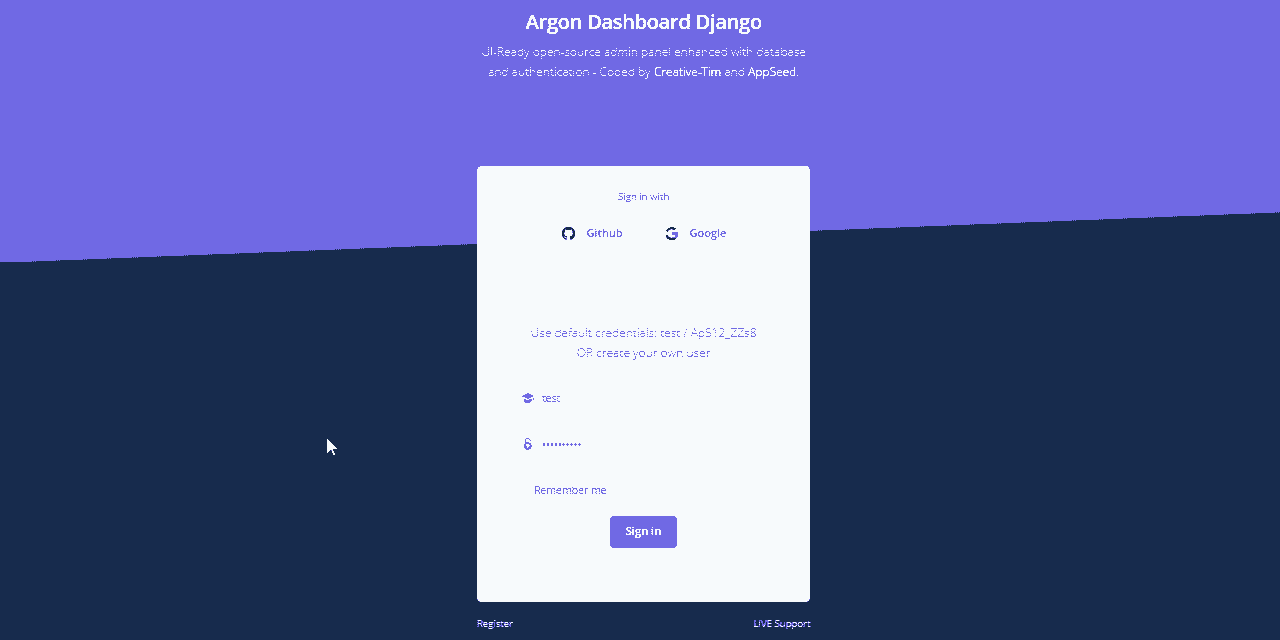 Argon Dashboard Django
UI-Ready open-source admin panel enhanced with database
and authentication - Coded by Creative-Tim and AppSeed.
Sign in with
Github Google
Use default credentials: test / ApS12_ZZs8
OR create your own user
test
••••••••••
Remember me
Sign in
Register LIVE Support